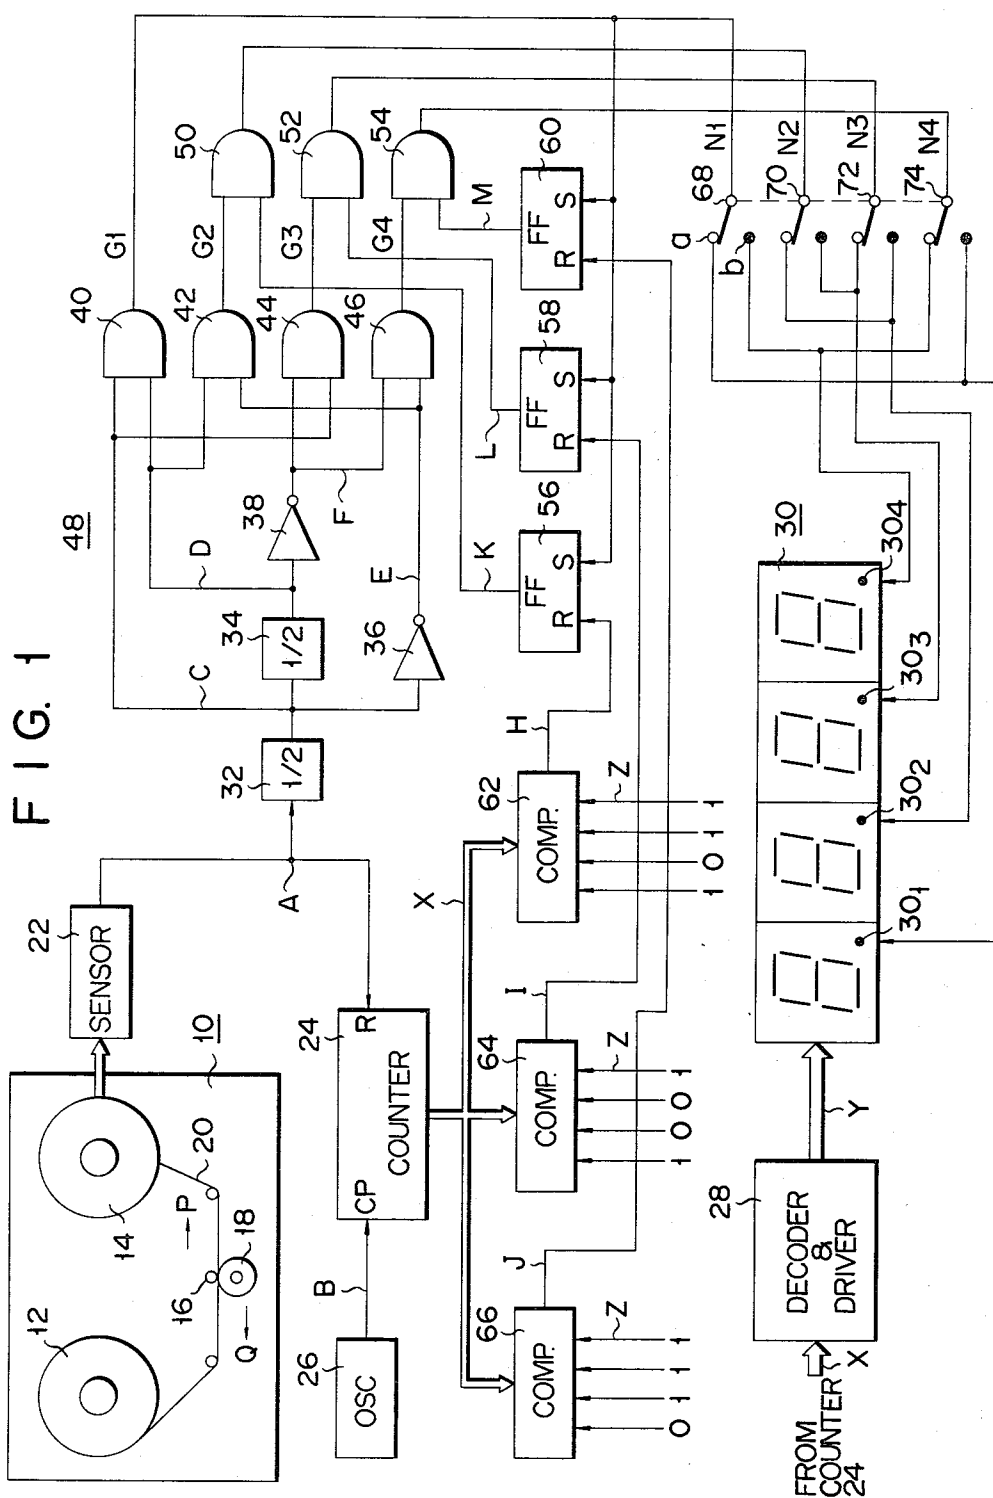 FIG. 1
10
12
14
16
18
20
P
Q
22
SENSOR
A
32
1/2
C
34
1/2
D
38
F
36
E
48
40
42
44
46
G1
G2
G3
G4
50
52
54
26
OSC
B
24
CP
R
COUNTER
X
66
COMP.
J
Z
0 1 1 1
64
COMP.
I
Z
1 0 0 1
62
COMP.
H
Z
1 0 1 1
56
FF
R
S
K
58
FF
R
S
L
60
FF
R
S
M
a
b
68
N1
70
N2
72
N3
74
N4
FROM
COUNTER
24
X
28
DECODER
&
DRIVER
Y
30
301
302
303
304